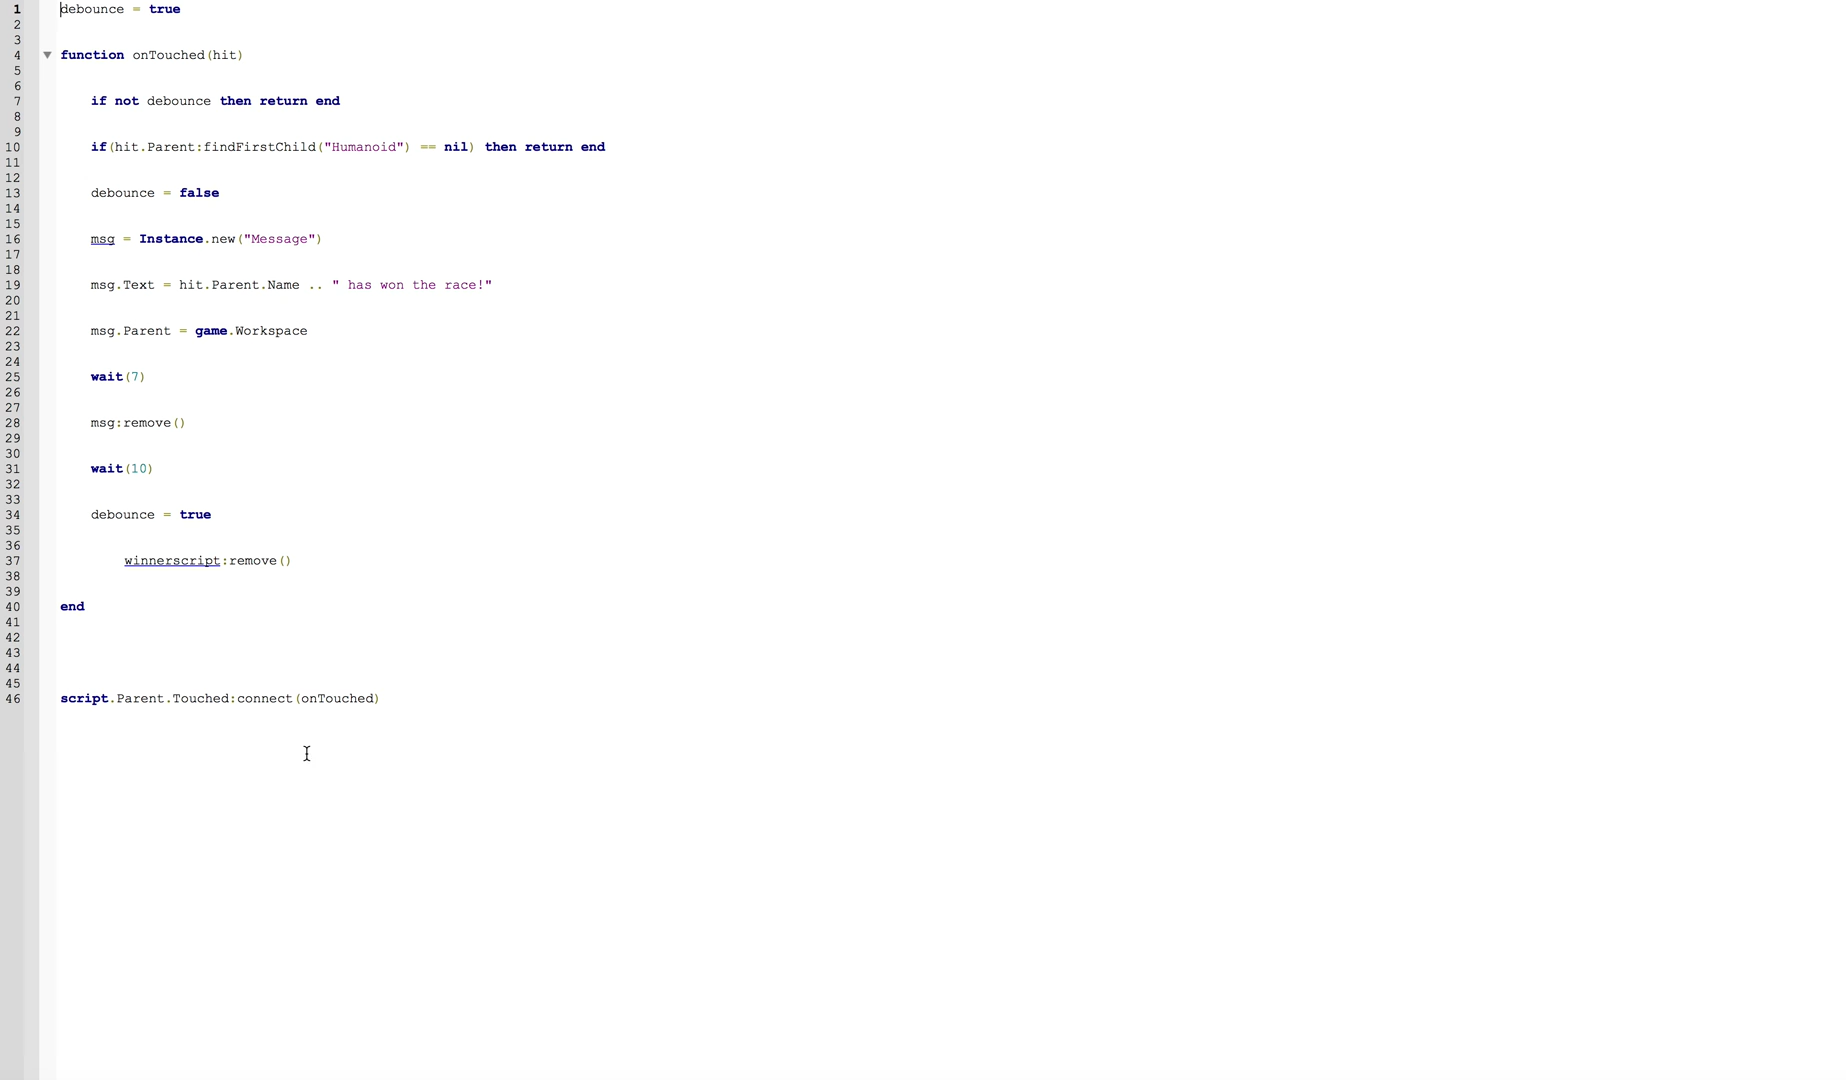 1 debounce = true
2
3
4 function onTouched(hit)
5
6
7 if not debounce then return end
8
9
10 if(hit.Parent:findFirstChild("Humanoid") == nil) then return end
11
12
13 debounce = false
14
15
16 msg = Instance.new("Message")
17
18
19 msg.Text = hit.Parent.Name .. " has won the race!"
20
21
22 msg.Parent = game.Workspace
23
24
25 wait(7)
26
27
28 msg:remove()
29
30
31 wait(10)
32
33
34 debounce = true
35
36
37 winnerscript:remove()
38
39
40 end
41
42
43
44
45
46 script.Parent.Touched:connect(onTouched)